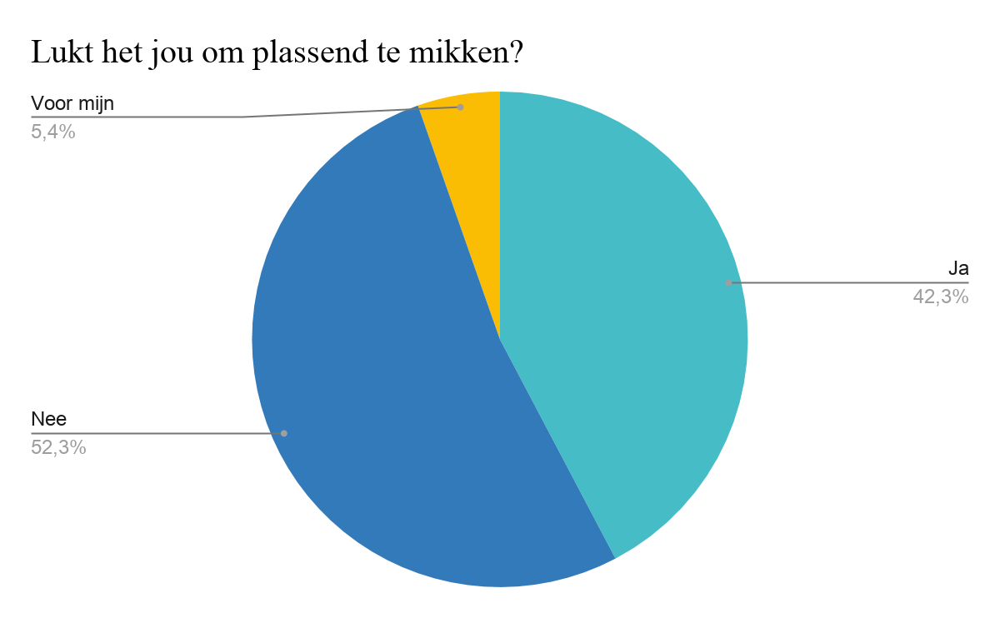 Lukt het jou om plassend te mikken?
Voor mijn
5,4%
Ja
42,3%
Nee
52,3%